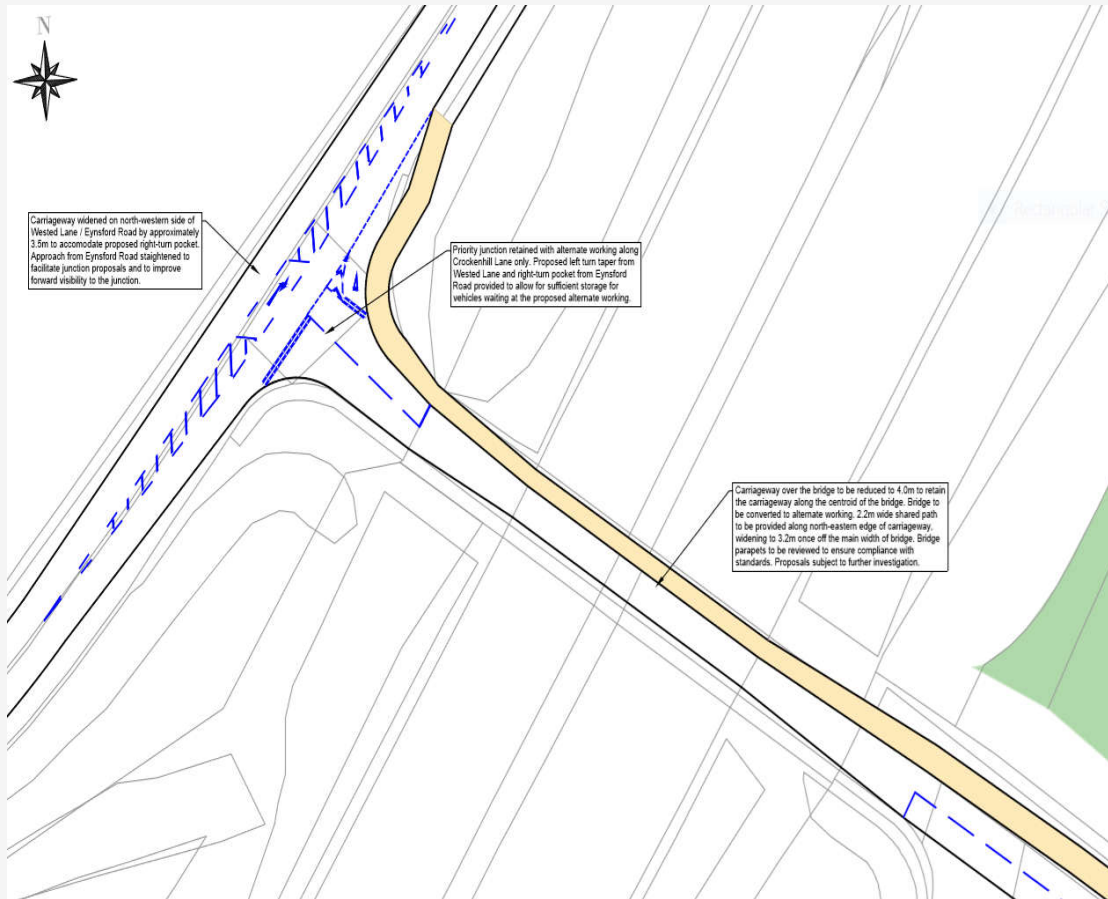 N
Carriageway widened on north-western side of
Wested Lane / Eynsford Road by approximately
3.5m to accomodate proposed right-turn pocket.
Approach from Eynsford Road staightened to
facilitate junction proposals and to improve
forward visibility to the junction.
Priority junction retained with alternate working along
Crockenhill Lane only. Proposed left turn taper from
Wested Lane and right-turn pocket from Eynsford
Road provided to allow for sufficient storage for
vehicles waiting at the proposed alternate working.
Carriageway over the bridge to be reduced to 4.0m to retain
the carriageway along the centroid of the bridge. Bridge to
be converted to alternate working. 2.2m wide shared path
to be provided along north-eastern edge of carriageway,
widening to 3.2m once off the main width of bridge. Bridge
parapets to be reviewed to ensure compliance with
standards. Proposals subject to further investigation.